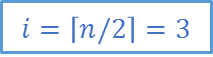 i = ⌈n/2⌉ = 3